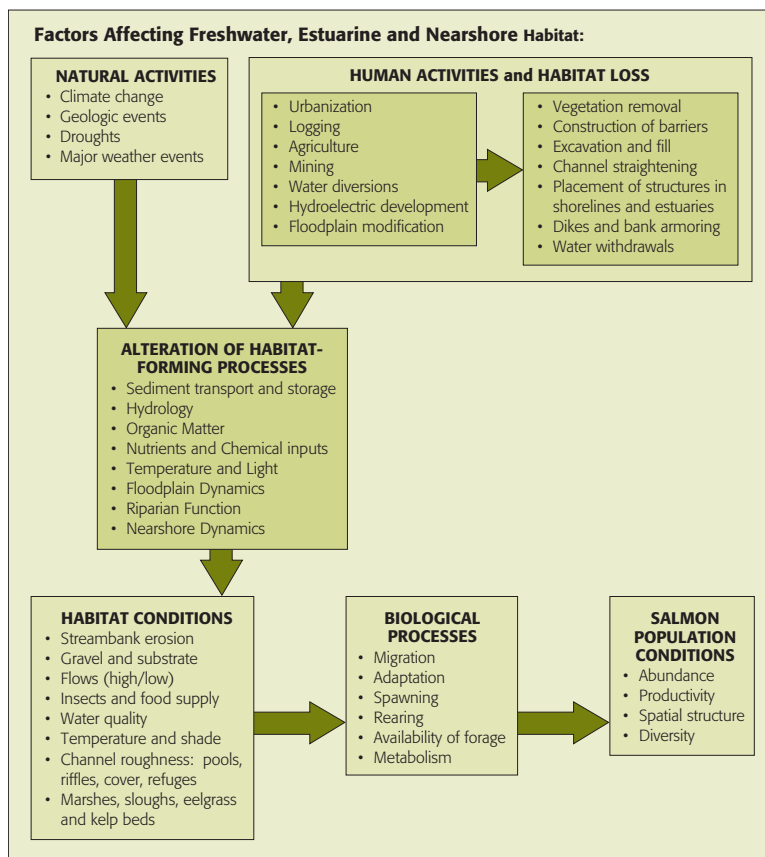 Factors Affecting Freshwater, Estuarine and Nearshore Habitat:
NATURAL ACTIVITIES
• Climate change
• Geologic events
• Droughts
• Major weather events
HUMAN ACTIVITIES and HABITAT LOSS
• Urbanization
• Logging
• Agriculture
• Mining
• Water diversions
• Hydroelectric development
• Floodplain modification
• Vegetation removal
• Construction of barriers
• Excavation and fill
• Channel straightening
• Placement of structures in
shorelines and estuaries
• Dikes and bank armoring
• Water withdrawals
ALTERATION OF HABITAT-
FORMING PROCESSES
• Sediment transport and storage
• Hydrology
• Organic Matter
• Nutrients and Chemical inputs
• Temperature and Light
• Floodplain Dynamics
• Riparian Function
• Nearshore Dynamics
HABITAT CONDITIONS
• Streambank erosion
• Gravel and substrate
• Flows (high/low)
• Insects and food supply
• Water quality
• Temperature and shade
• Channel roughness: pools,
riffles, cover, refuges
• Marshes, sloughs, eelgrass
and kelp beds
BIOLOGICAL
PROCESSES
• Migration
• Adaptation
• Spawning
• Rearing
• Availability of forage
• Metabolism
SALMON
POPULATION
CONDITIONS
• Abundance
• Productivity
• Spatial structure
• Diversity